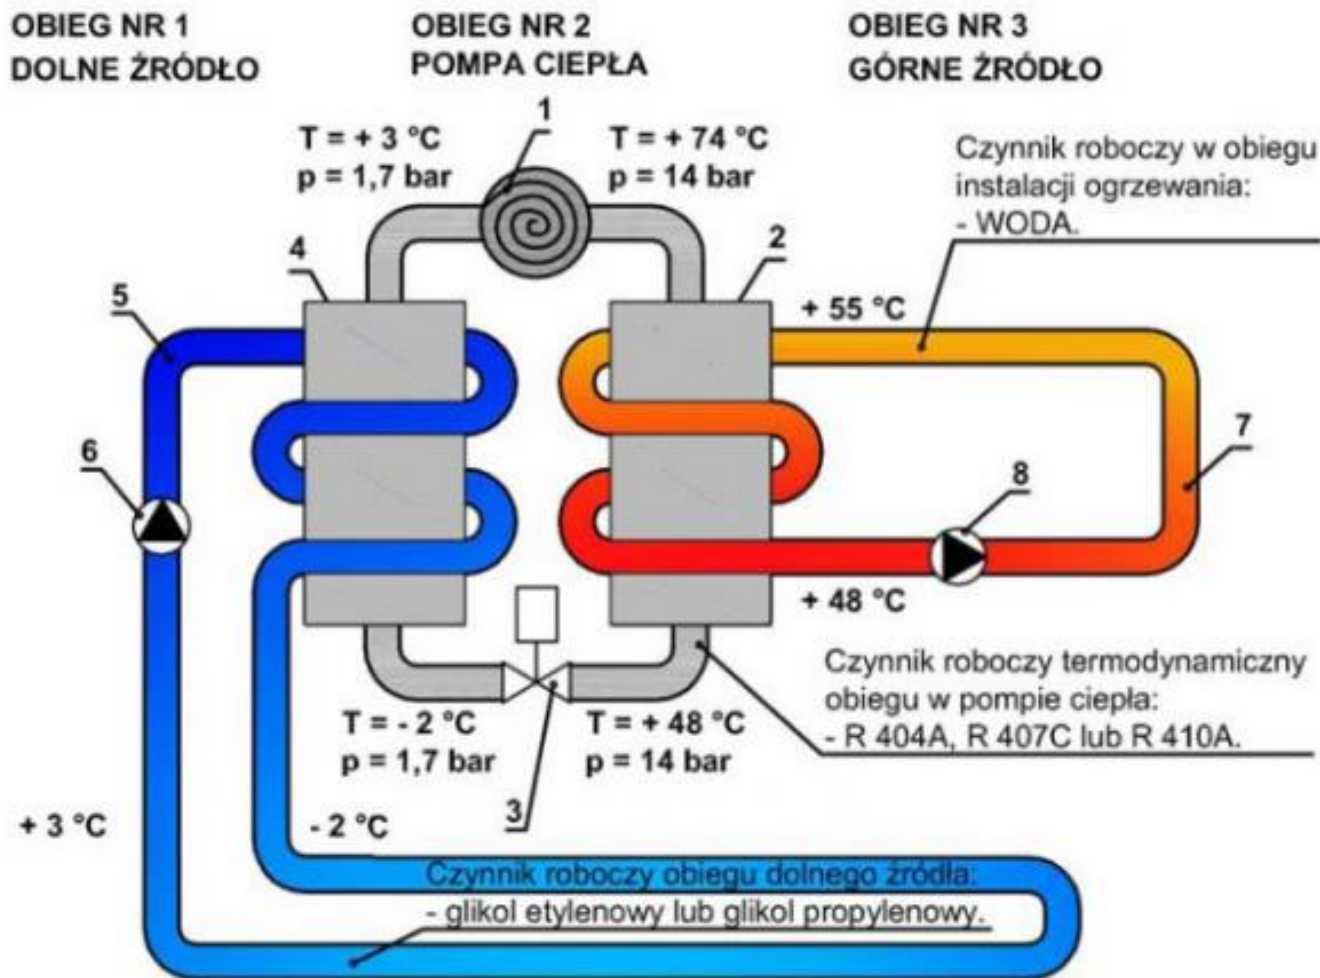 OBIEG NR 1
DOLNE ŹRÓDŁO
OBIEG NR 2
POMPA CIEPŁA
OBIEG NR 3
GÓRNE ŹRÓDŁO
1
T = + 3 °C
p = 1,7 bar
T = + 74 °C
p = 14 bar
Czynnik roboczy w obiegu
instalacji ogrzewania:
- WODA.
4
2
5
+ 55 °C
6
7
8
+ 48 °C
Czynnik roboczy termodynamiczny
obiegu w pompie ciepła:
- R 404A, R 407C lub R 410A.
T = - 2 °C
p = 1,7 bar
T = + 48 °C
p = 14 bar
3
+ 3 °C
- 2 °C
Czynnik roboczy obiegu dolnego źródła:
- glikol etylenowy lub glikol propylenowy.